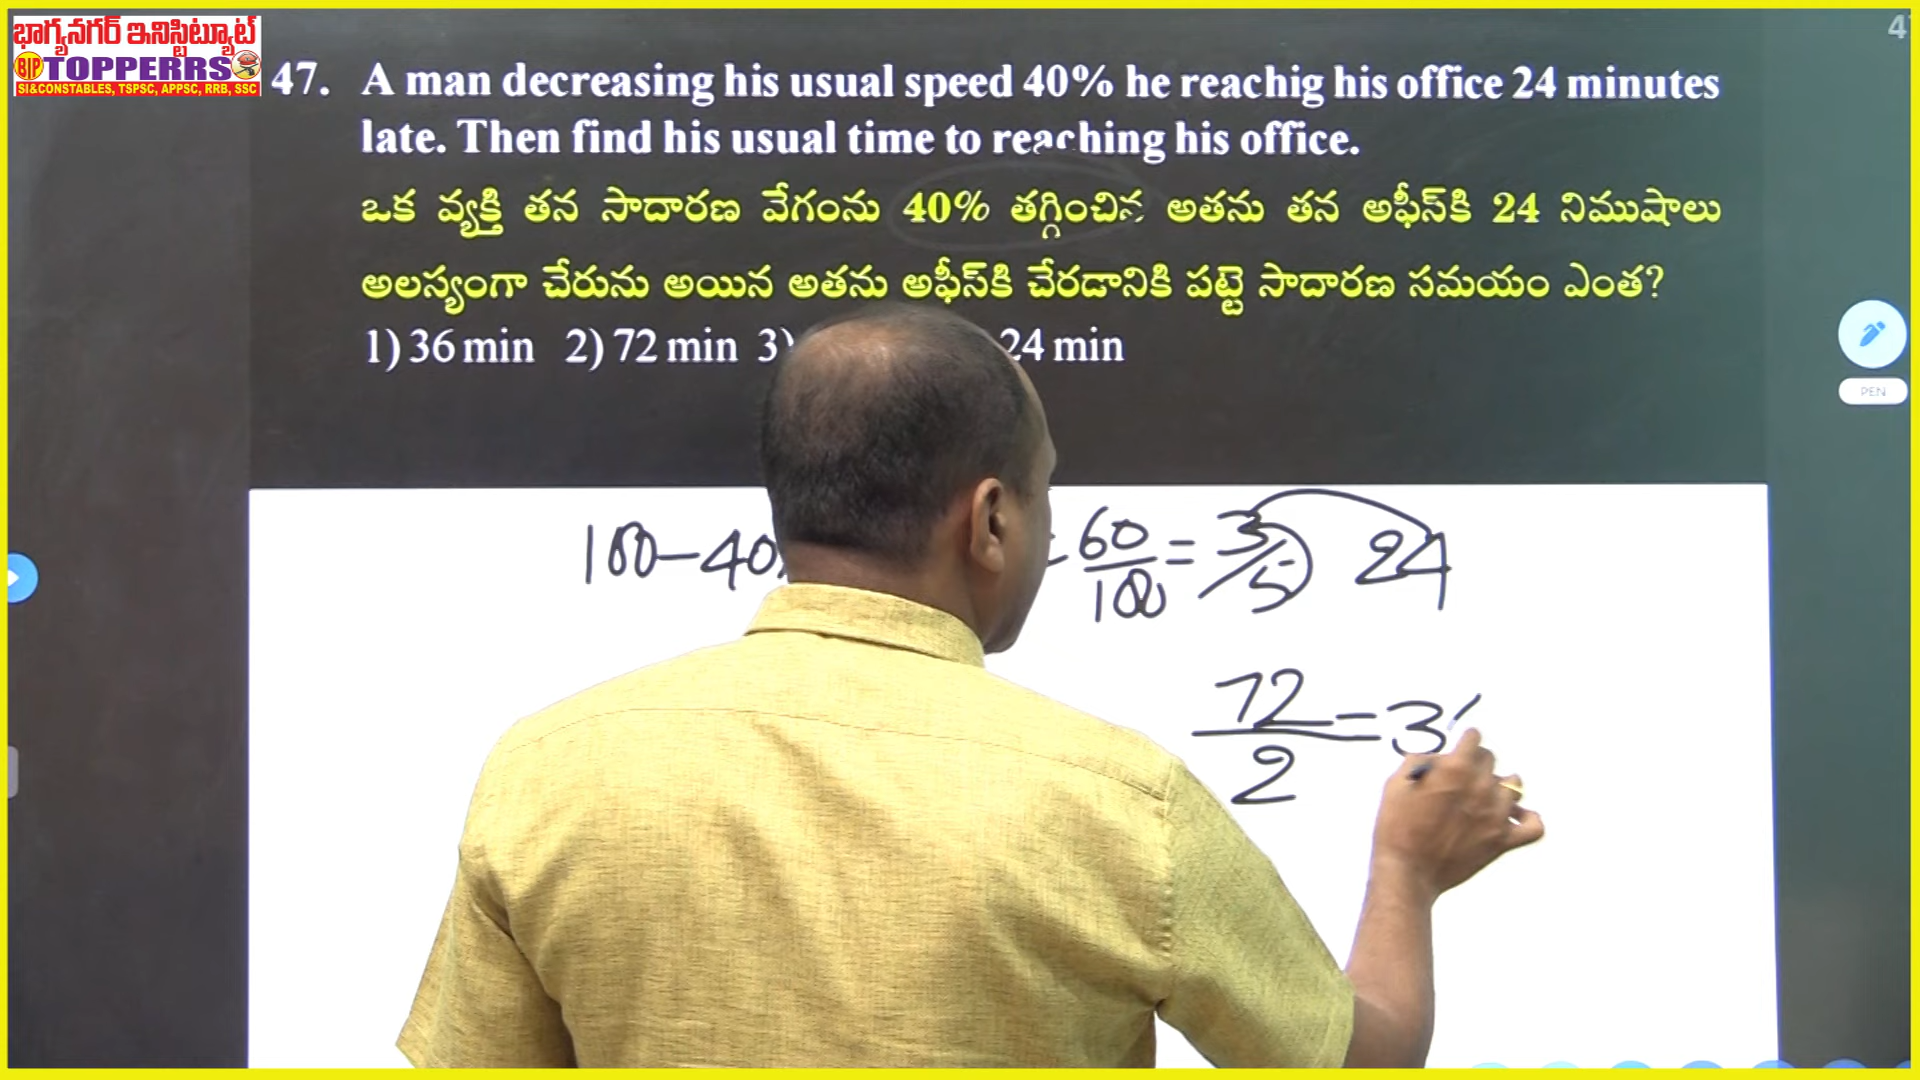 భాగ్యనగర్ ఇనిస్టిట్యూట్
BIP TOPPERRS
SI&CONSTABLES, TSPSC, APPSC, RRB, SSC
47. A man decreasing his usual speed 40% he reachig his office 24 minutes
late. Then find his usual time to reaching his office.
ఒక వ్యక్తి తన సాదారణ వేగంను 40% తగ్గించిన అతను తన అఫీస్‌కి 24 నిముషాలు
అలస్యంగా చేరును అయిన అతను అఫీస్‌కి చేరడానికి పట్టె సాదారణ సమయం ఎంత?
1) 36 min 2) 72 min 3) 24 min
PEN
100-40 60/100 = 3/5 24
72/2 = 3